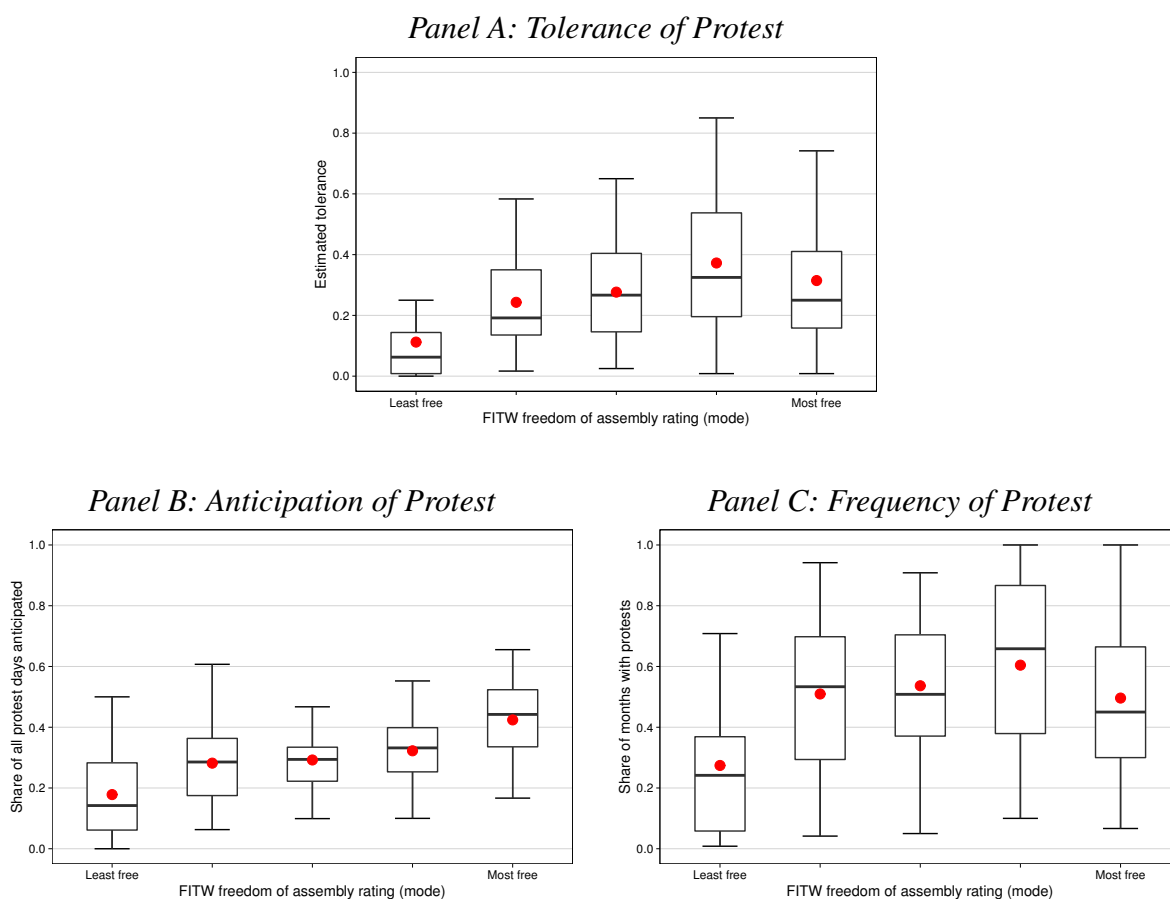 Panel A: Tolerance of Protest
1.0
0.8
0.6
0.4
0.2
0.0
Estimated tolerance
Least free
Most free
FITW freedom of assembly rating (mode)
Panel B: Anticipation of Protest
1.0
0.8
0.6
0.4
0.2
0.0
Share of all protest days anticipated
Least free
Most free
FITW freedom of assembly rating (mode)
Panel C: Frequency of Protest
1.0
0.8
0.6
0.4
0.2
0.0
Share of months with protests
Least free
Most free
FITW freedom of assembly rating (mode)